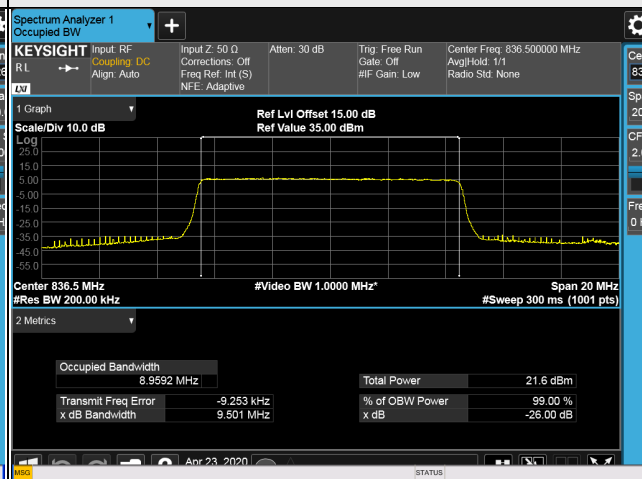 Spectrum Analyzer 1
Occupied BW
KEYSIGHT
R L
LXI
Input: RF
Coupling: DC
Align: Auto
Input Z: 50 Ω
Corrections: Off
Freq Ref: Int (S)
NFE: Adaptive
Atten: 30 dB
Trig: Free Run
Gate: Off
#IF Gain: Low
Center Freq: 836.500000 MHz
Avg|Hold: 1/1
Radio Std: None
1 Graph
Scale/Div 10.0 dB
Ref Lvl Offset 15.00 dB
Ref Value 35.00 dBm
Log
25.0
15.0
5.00
-5.00
-15.0
-25.0
-35.0
-45.0
-55.0
Center 836.5 MHz
#Res BW 200.00 kHz
#Video BW 1.0000 MHz*
Span 20 MHz
#Sweep 300 ms (1001 pts)
2 Metrics
Occupied Bandwidth
8.9592 MHz
Transmit Freq Error -9.253 kHz
x dB Bandwidth 9.501 MHz
Total Power 21.6 dBm
% of OBW Power 99.00 %
x dB -26.00 dB
Apr 23, 2020
MSG
STATUS